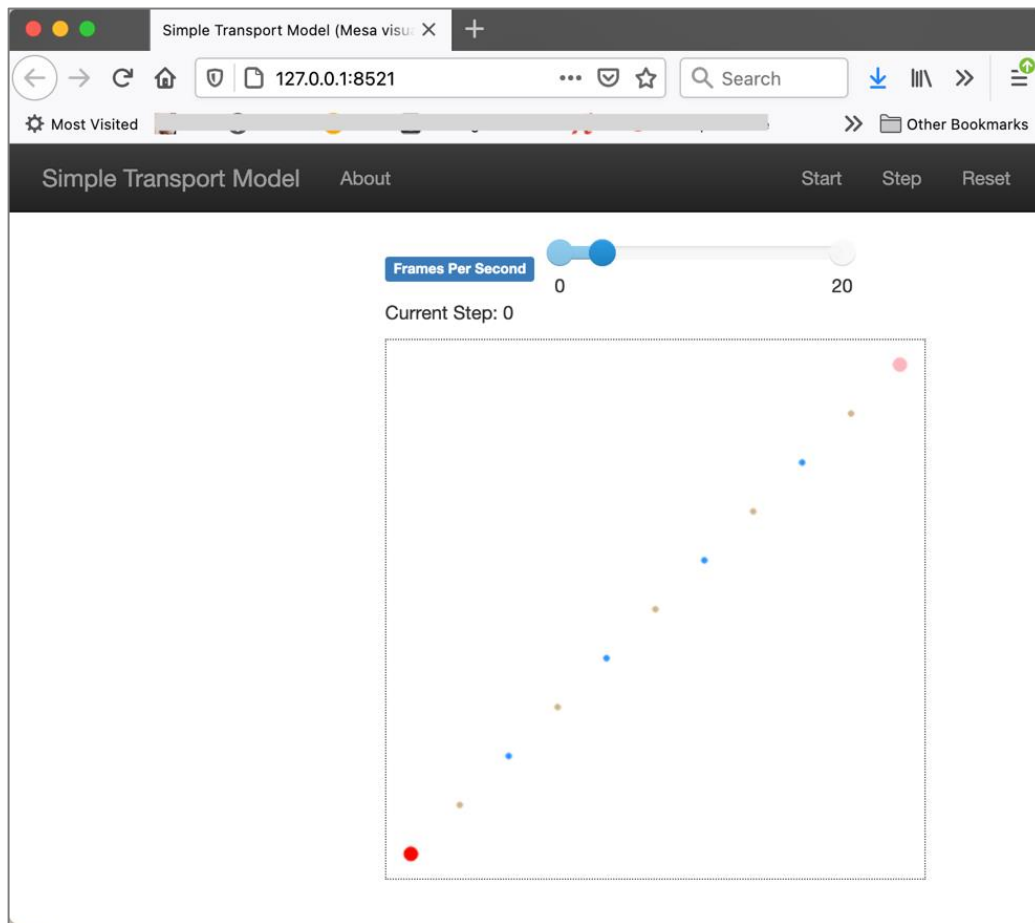 Simple Transport Model (Mesa visu
127.0.0.1:8521
Search
Most Visited
Other Bookmarks
Simple Transport Model About Start Step Reset
Frames Per Second
0 20
Current Step: 0